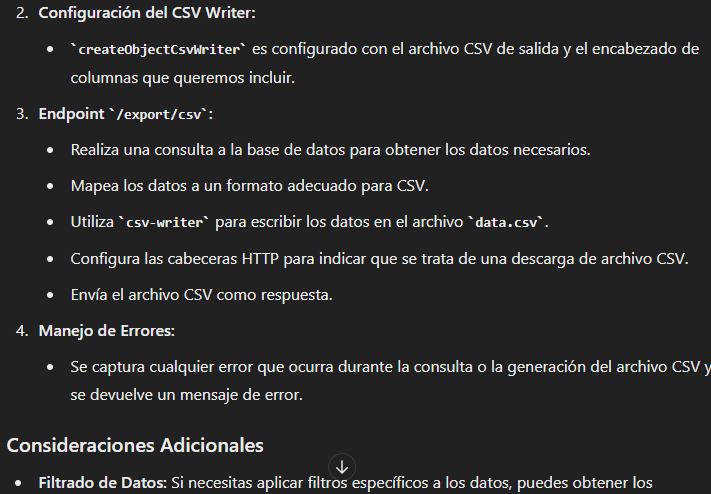 2. Configuración del CSV Writer:
• `createObjectCsvWriter` es configurado con el archivo CSV de salida y el encabezado de
columnas que queremos incluir.
3. Endpoint `/export/csv`:
• Realiza una consulta a la base de datos para obtener los datos necesarios.
• Mapea los datos a un formato adecuado para CSV.
• Utiliza `csv-writer` para escribir los datos en el archivo `data.csv`.
• Configura las cabeceras HTTP para indicar que se trata de una descarga de archivo CSV.
• Envía el archivo CSV como respuesta.
4. Manejo de Errores:
• Se captura cualquier error que ocurra durante la consulta o la generación del archivo CSV y
se devuelve un mensaje de error.
Consideraciones Adicionales
• Filtrado de Datos: Si necesitas aplicar filtros específicos a los datos, puedes obtener los